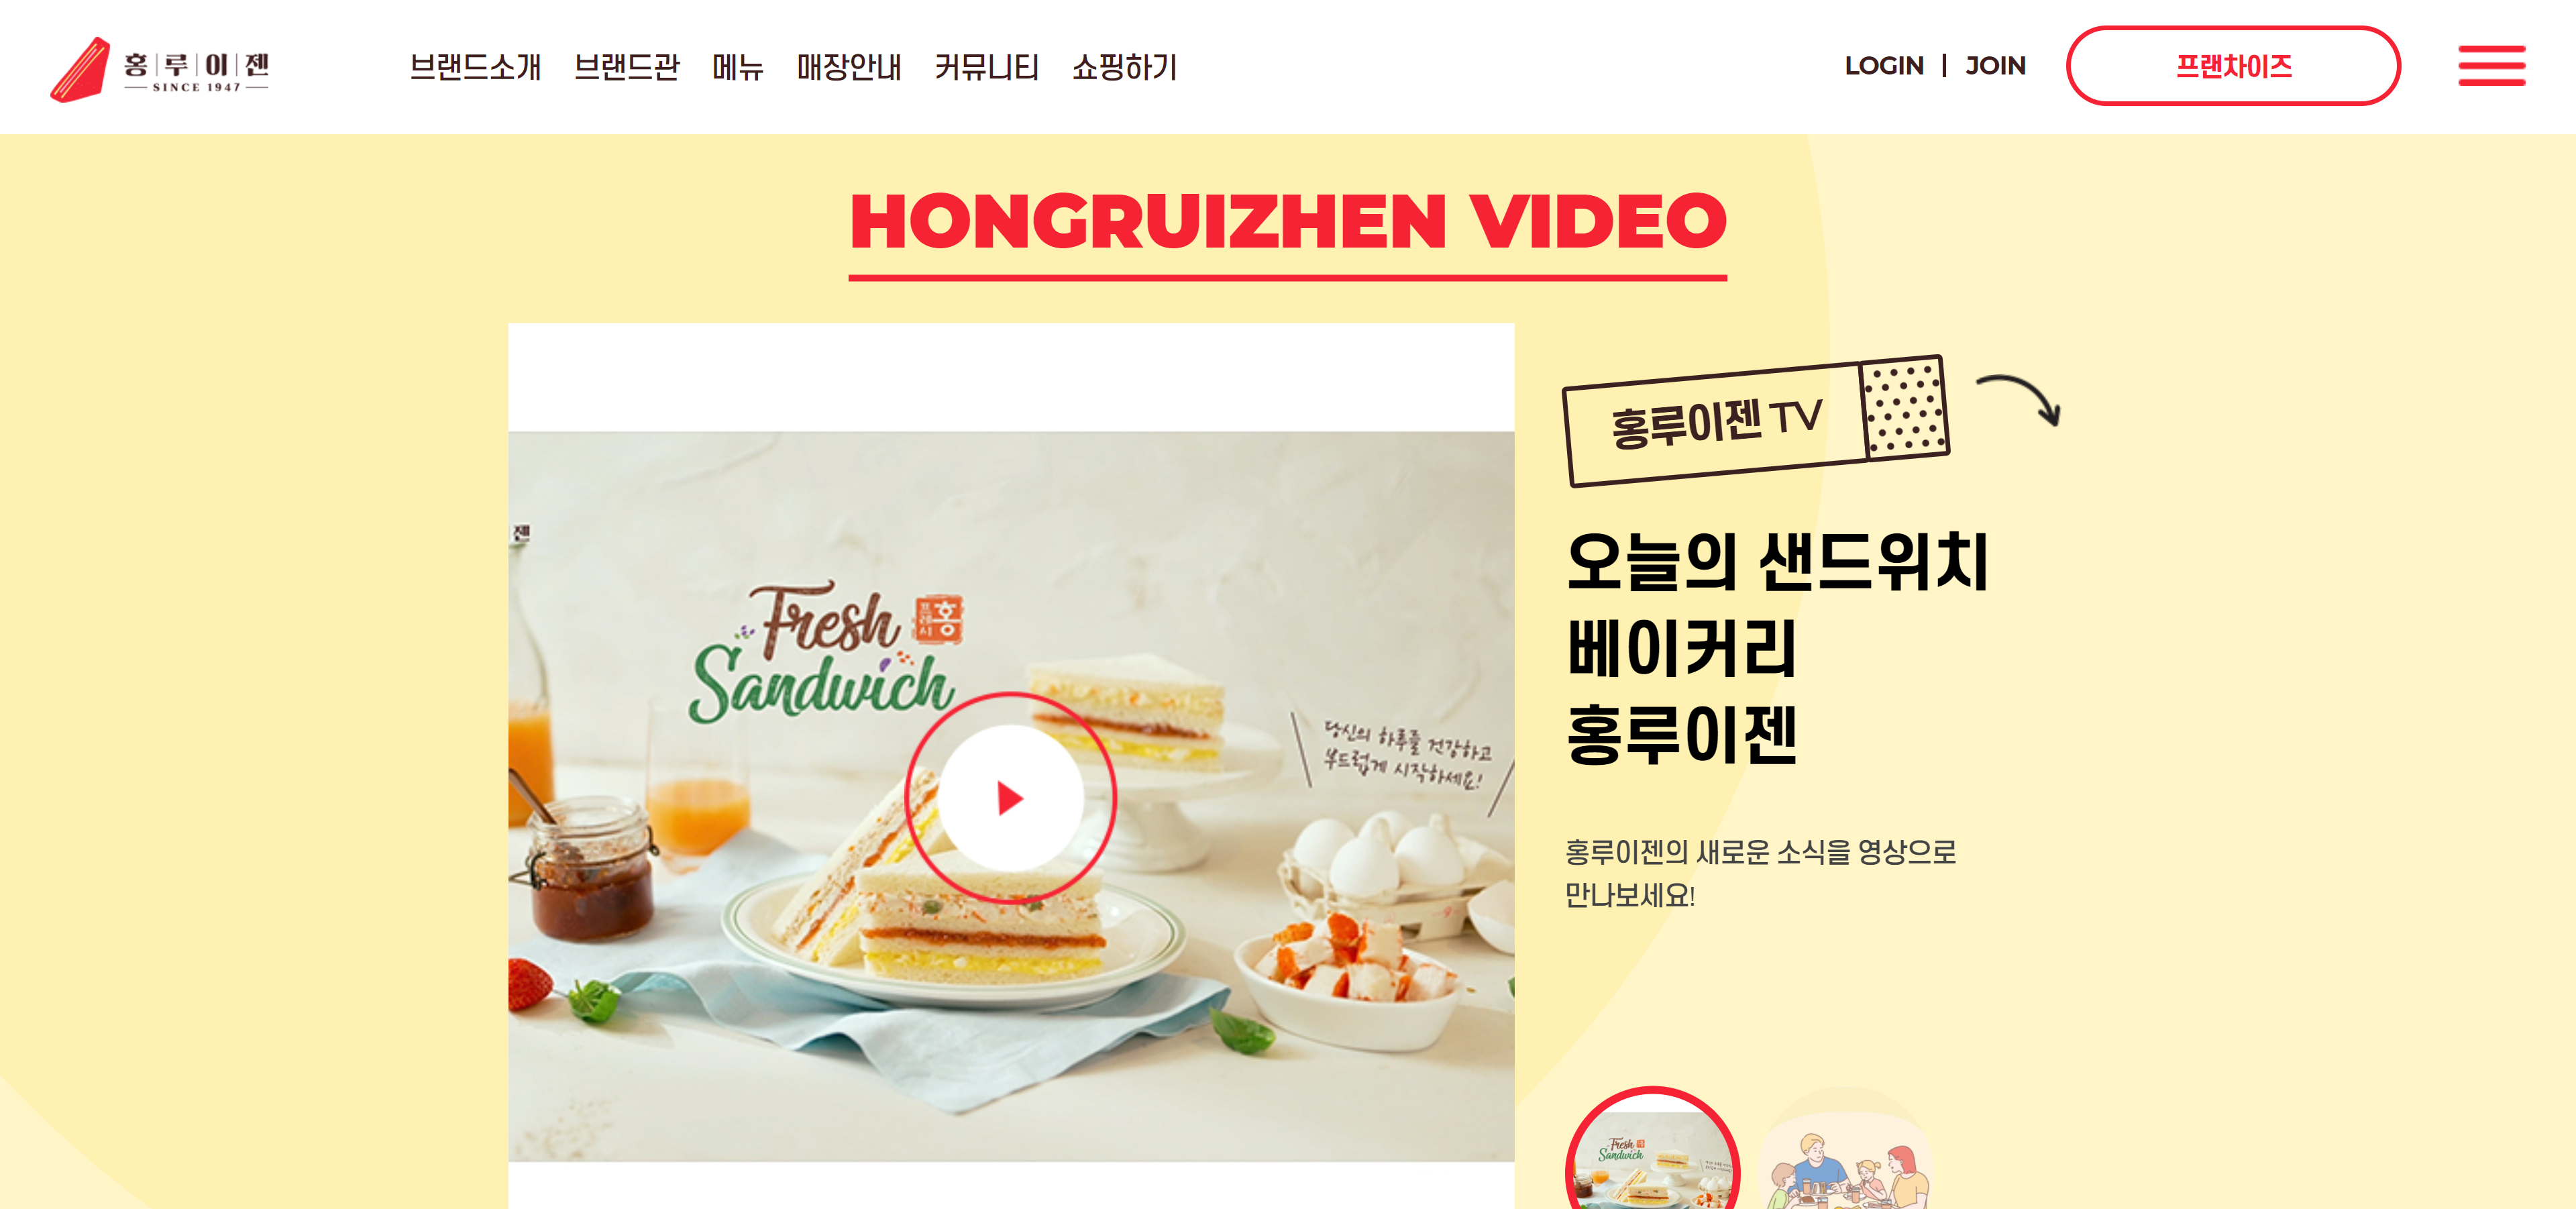 홍루이젠
SINCE 1947
브랜드소개 브랜드관 메뉴 매장안내 커뮤니티 쇼핑하기
LOGIN | JOIN
프랜차이즈
HONGRUIZHEN VIDEO
홍루이젠 TV
젠
Fresh
프레시 홍
Sandwich
당신의 하루를 건강하고
부드럽게 시작하세요!
오늘의 샌드위치
베이커리
홍루이젠
홍루이젠의 새로운 소식을 영상으로
만나보세요!
Fresh
Sandwich